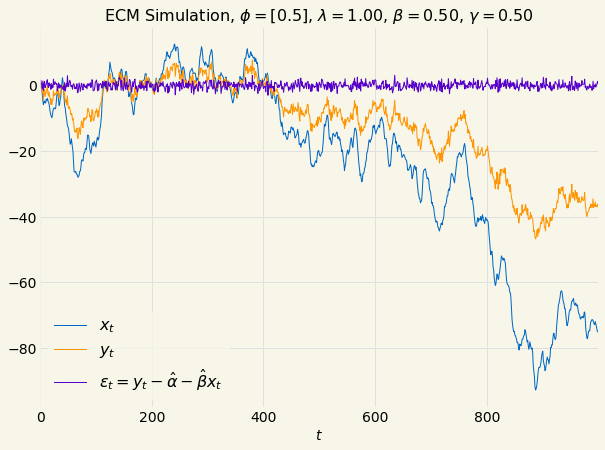 ECM Simulation, ϕ = [0.5], λ = 1.00, β = 0.50, γ = 0.50
0
−20
−40
−60
−80
x_t
y_t
ε_t = y_t − α̂ − β̂x_t
0 200 400 600 800
t